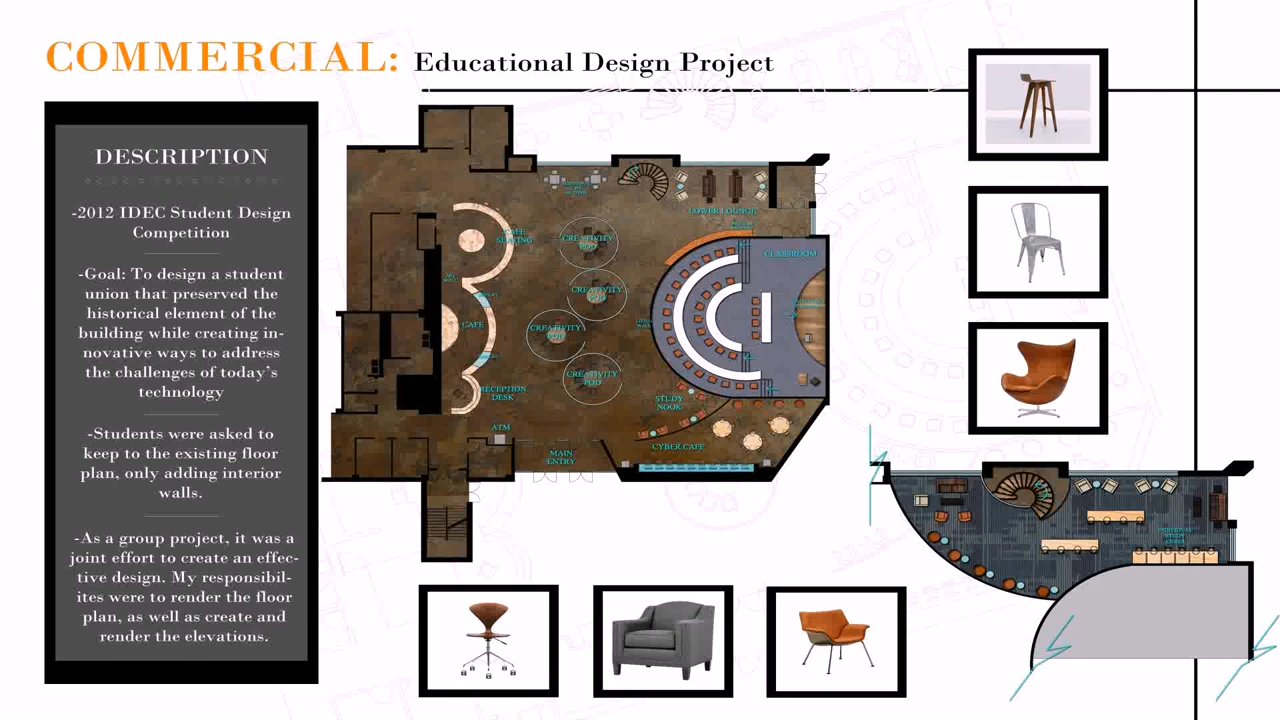 COMMERCIAL: Educational Design Project
DESCRIPTION
-2012 IDEC Student Design
Competition
-Goal: To design a student
union that preserved the
historical element of the
building while creating in-
novative ways to address
the challenges of today's
technology
-Students were asked to
keep to the existing floor
plan, only adding interior
walls.
-As a group project, it was a
joint effort to create an effec-
tive design. My responsibil-
ites were to render the floor
plan, as well as create and
render the elevations.
LOWER LOUNGE
CAFE
SEATING
CREATIVITY
POD
CLASSROOM
CREATIVITY
POD
CAFE
CREATIVITY
POD
CREATIVITY
POD
RECEPTION
DESK
STUDY
NOOK
ATM
CYBER CAFE
MAIN
ENTRY
INDIVIDUAL
STUDY